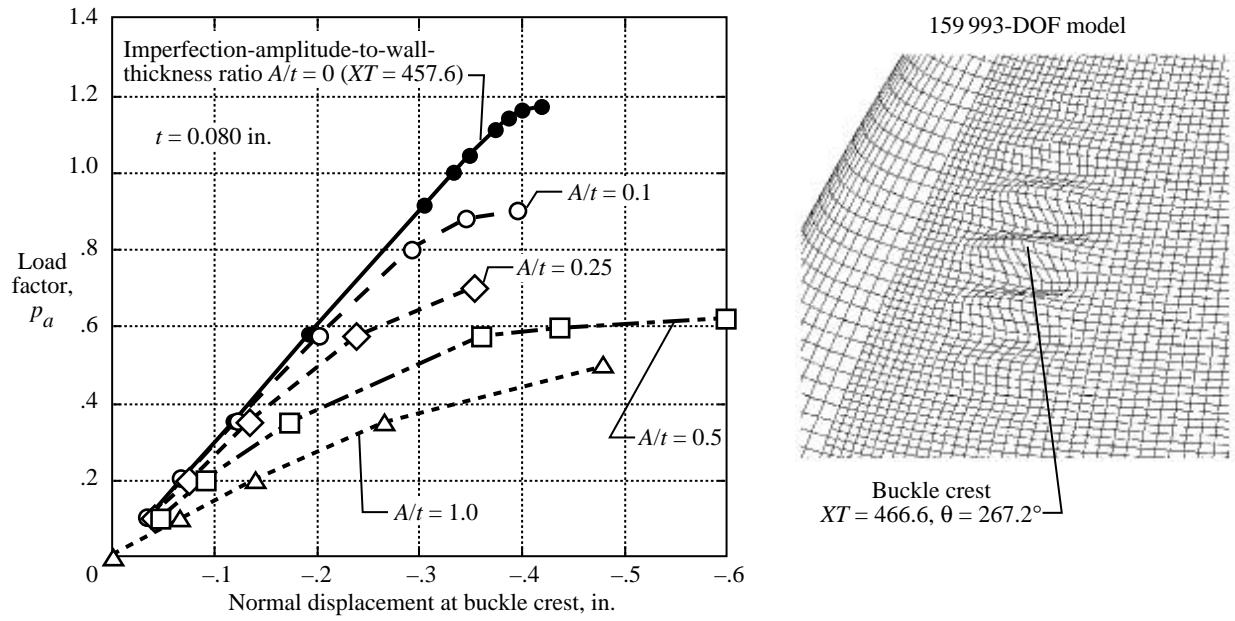 1.4
1.2
1.0
.8
.6
.4
.2
0
Load
factor,
pₐ
Imperfection-amplitude-to-wall-
thickness ratio A/t = 0 (XT = 457.6)
t = 0.080 in.
A/t = 0.1
A/t = 0.25
A/t = 0.5
A/t = 1.0
–.1
–.2
–.3
–.4
–.5
–.6
Normal displacement at buckle crest, in.
159 993-DOF model
Buckle crest
XT = 466.6, θ = 267.2°